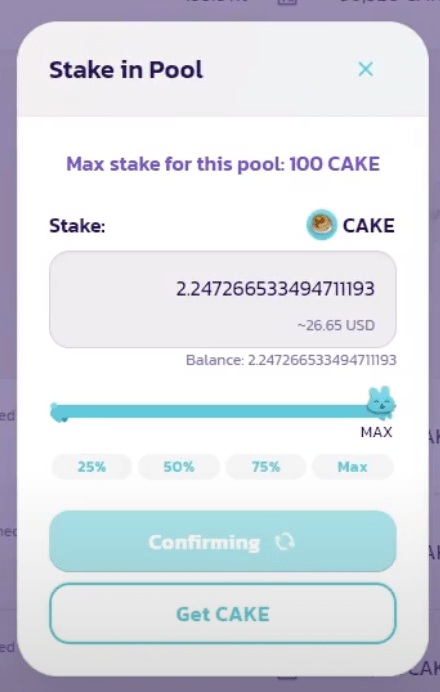 Stake in Pool
Max stake for this pool: 100 CAKE
Stake: CAKE
2.247266533494711193
~26.65 USD
Balance: 2.247266533494711193
MAX
25% 50% 75% Max
Confirming
Get CAKE